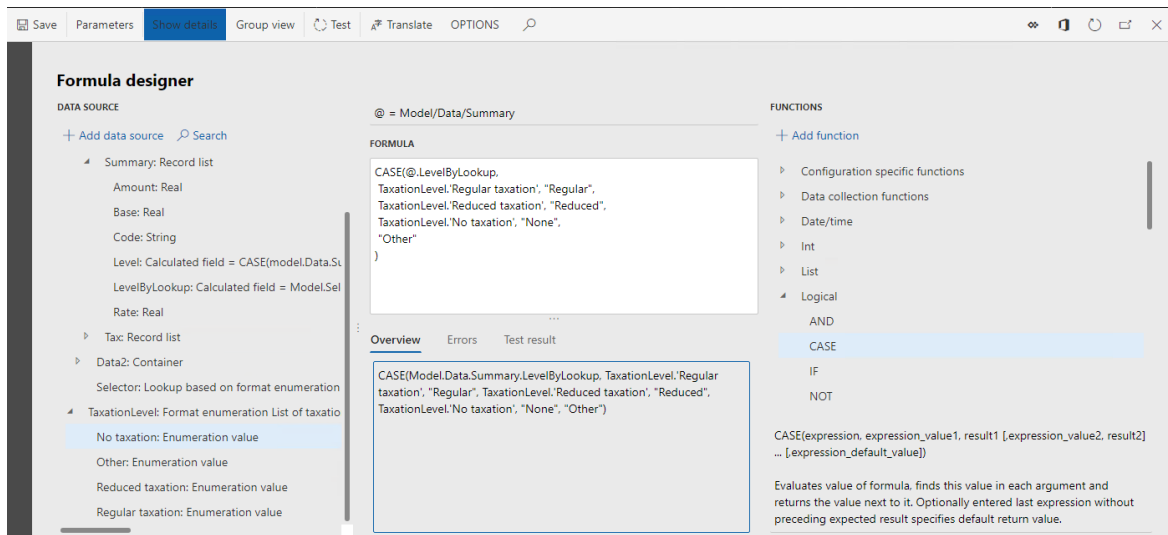 Save
Parameters
Show details
Group view
Test
Translate
OPTIONS
Formula designer
DATA SOURCE
Add data source
Search
Summary: Record list
Amount: Real
Base: Real
Code: String
Level: Calculated field = CASE(model.Data.Su
LevelByLookup: Calculated field = Model.Sel
Rate: Real
Tax: Record list
Data2: Container
Selector: Lookup based on format enumeration
TaxationLevel: Format enumeration List of taxatio
No taxation: Enumeration value
Other: Enumeration value
Reduced taxation: Enumeration value
Regular taxation: Enumeration value
@ = Model/Data/Summary
FORMULA
CASE(@.LevelByLookup,
TaxationLevel.'Regular taxation', "Regular",
TaxationLevel.'Reduced taxation', "Reduced",
TaxationLevel.'No taxation', "None",
"Other"
)
Overview
Errors
Test result
CASE(Model.Data.Summary.LevelByLookup, TaxationLevel.'Regular
taxation', "Regular", TaxationLevel.'Reduced taxation', "Reduced",
TaxationLevel.'No taxation', "None", "Other")
FUNCTIONS
Add function
Configuration specific functions
Data collection functions
Date/time
Int
List
Logical
AND
CASE
IF
NOT
CASE(expression, expression_value1, result1 [,expression_value2, result2]
... [,expression_default_value])
Evaluates value of formula, finds this value in each argument and
returns the value next to it. Optionally entered last expression without
preceding expected result specifies default return value.